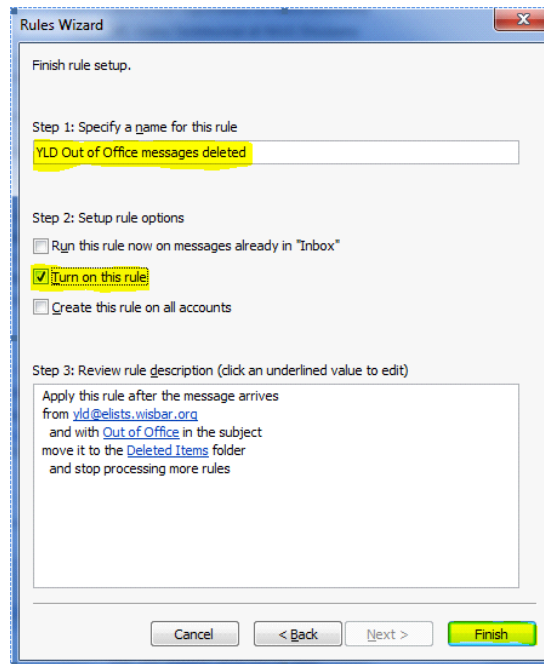 Rules Wizard
Finish rule setup.
Step 1: Specify a name for this rule
YLD Out of Office messages deleted
Step 2: Setup rule options
Run this rule now on messages already in "Inbox"
Turn on this rule
Create this rule on all accounts
Step 3: Review rule description (click an underlined value to edit)
Apply this rule after the message arrives
from yld@elists.wisbar.org
and with Out of Office in the subject
move it to the Deleted Items folder
and stop processing more rules
Cancel < Back Next > Finish